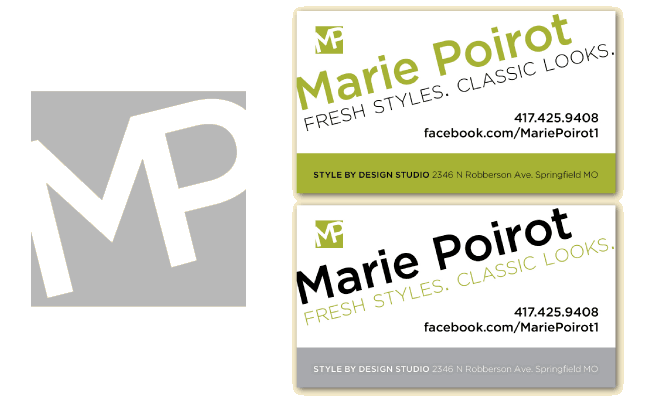 MP
MP
Marie Poirot
FRESH STYLES. CLASSIC LOOKS.
417.425.9408
facebook.com/MariePoirot1
STYLE BY DESIGN STUDIO 2346 N Robberson Ave. Springfield MO
MP
Marie Poirot
FRESH STYLES. CLASSIC LOOKS.
417.425.9408
facebook.com/MariePoirot1
STYLE BY DESIGN STUDIO 2346 N Robberson Ave. Springfield MO